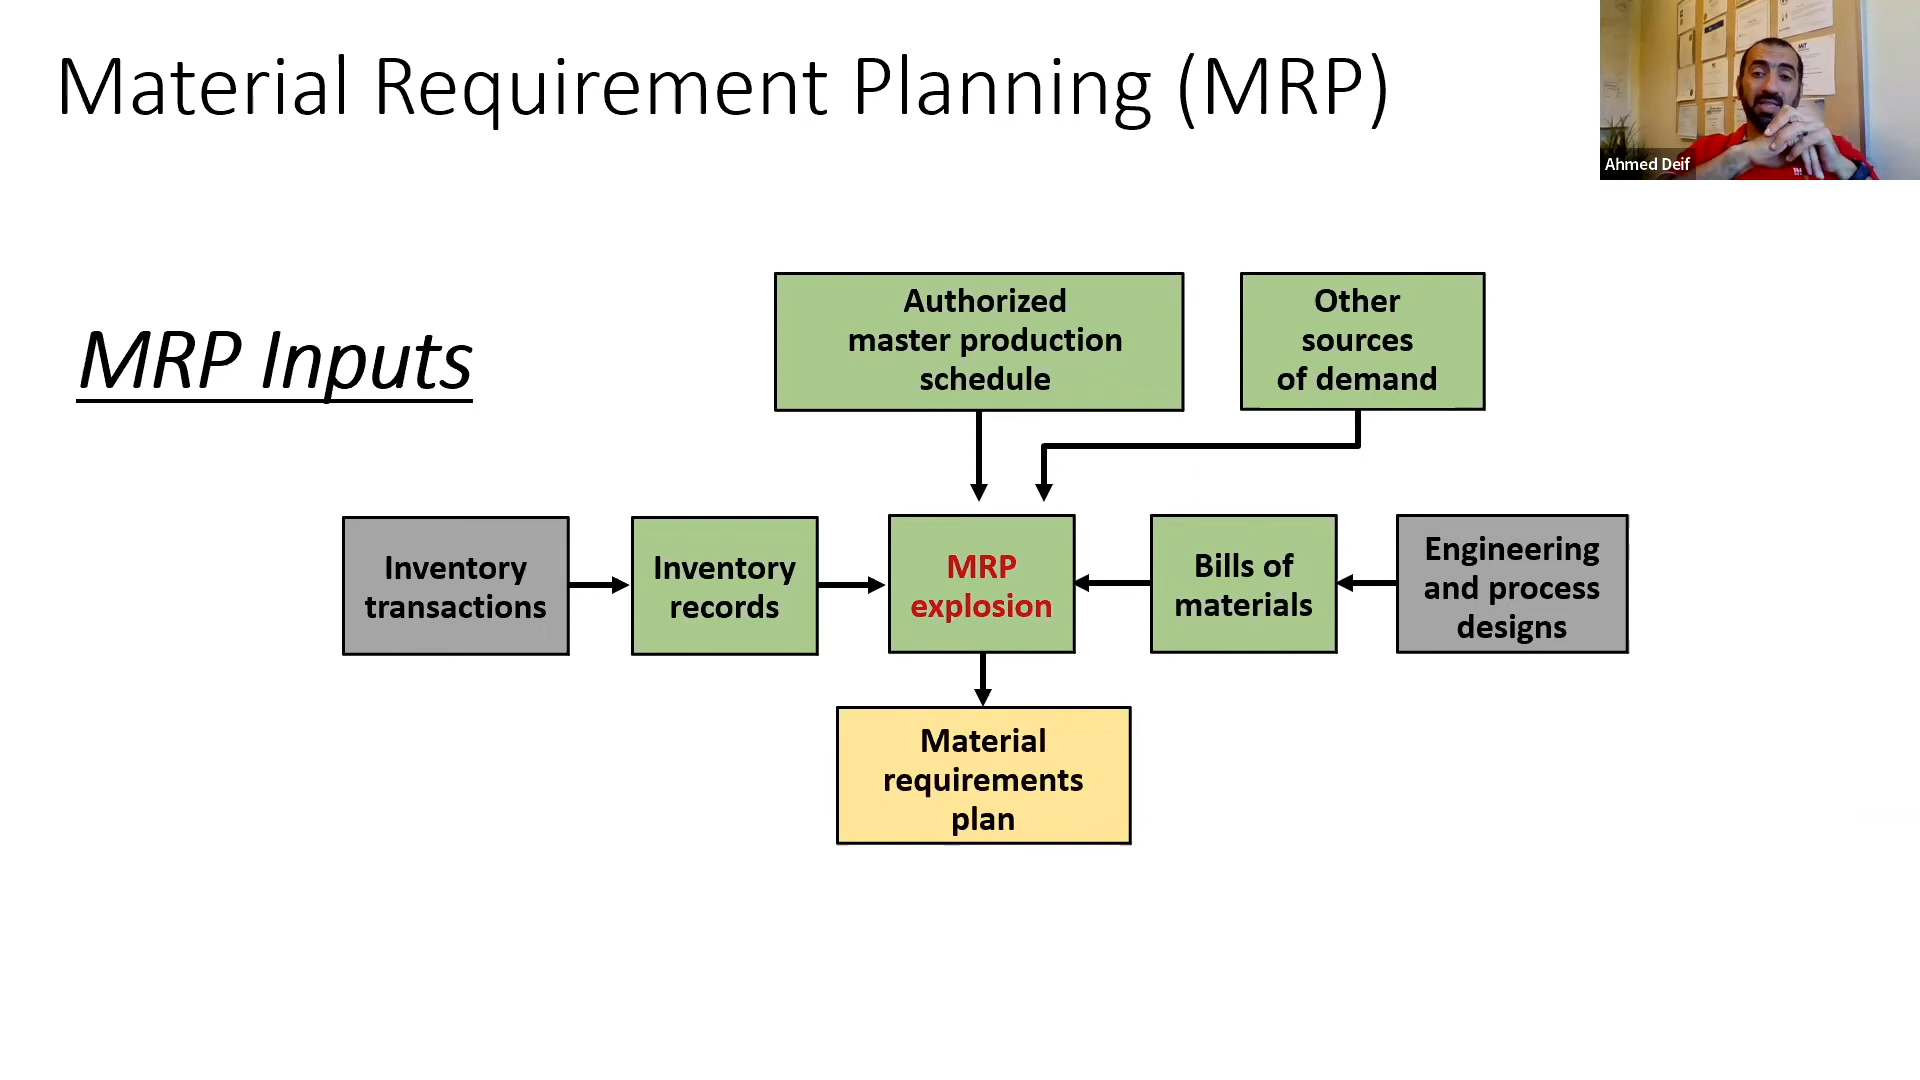 Material Requirement Planning (MRP)
Ahmed Deif
MRP Inputs
Authorized
master production
schedule
Other
sources
of demand
Inventory
transactions
Inventory
records
MRP
explosion
Bills of
materials
Engineering
and process
designs
Material
requirements
plan